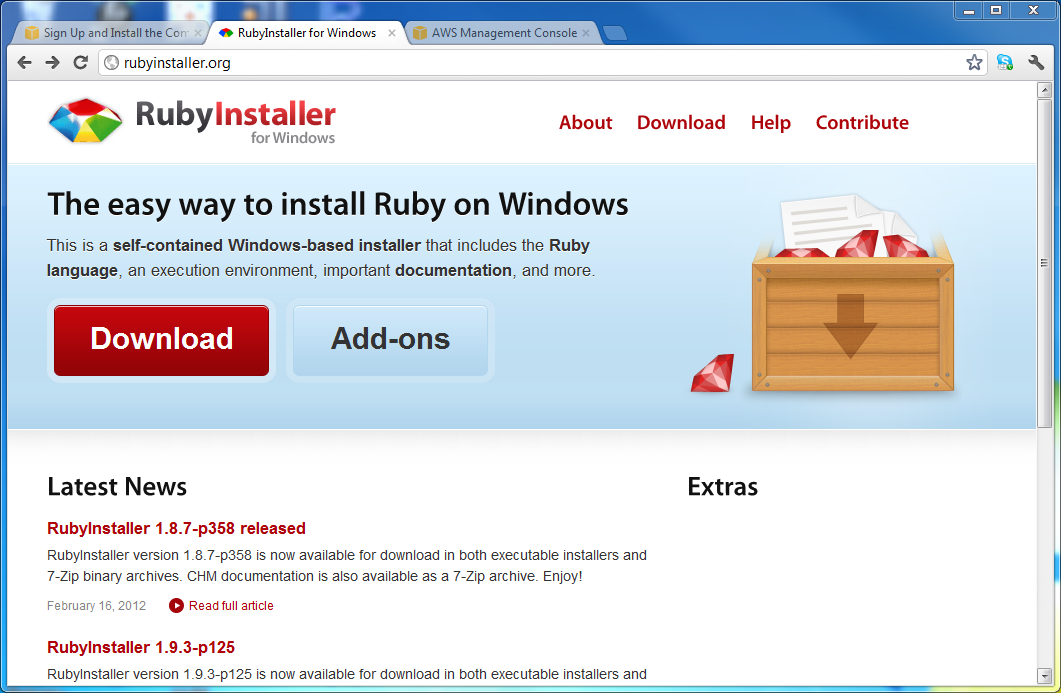 Sign Up and Install the Com
RubyInstaller for Windows
AWS Management Console
rubyinstaller.org
RubyInstaller
for Windows
About Download Help Contribute
The easy way to install Ruby on Windows
This is a self-contained Windows-based installer that includes the Ruby
language, an execution environment, important documentation, and more.
Download
Add-ons
Latest News
Extras
RubyInstaller 1.8.7-p358 released
RubyInstaller version 1.8.7-p358 is now available for download in both executable installers and
7-Zip binary archives. CHM documentation is also available as a 7-Zip archive. Enjoy!
February 16, 2012 Read full article
RubyInstaller 1.9.3-p125
RubyInstaller version 1.9.3-p125 is now available for download in both executable installers and